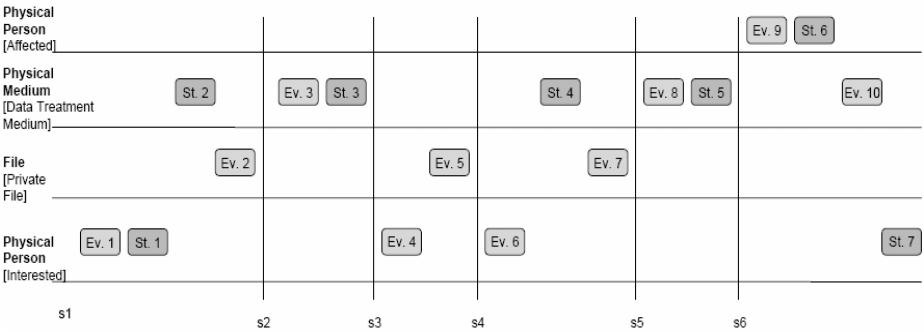 Physical
Person
[Affected]
Ev. 9 St. 6
Physical
Medium
[Data Treatment
Medium]
St. 2 Ev. 3 St. 3 St. 4 Ev. 8 St. 5 Ev. 10
File
[Private
File]
Ev. 2 Ev. 5 Ev. 7
Physical
Person
[Interested]
Ev. 1 St. 1 Ev. 4 Ev. 6 St. 7
s1 s2 s3 s4 s5 s6